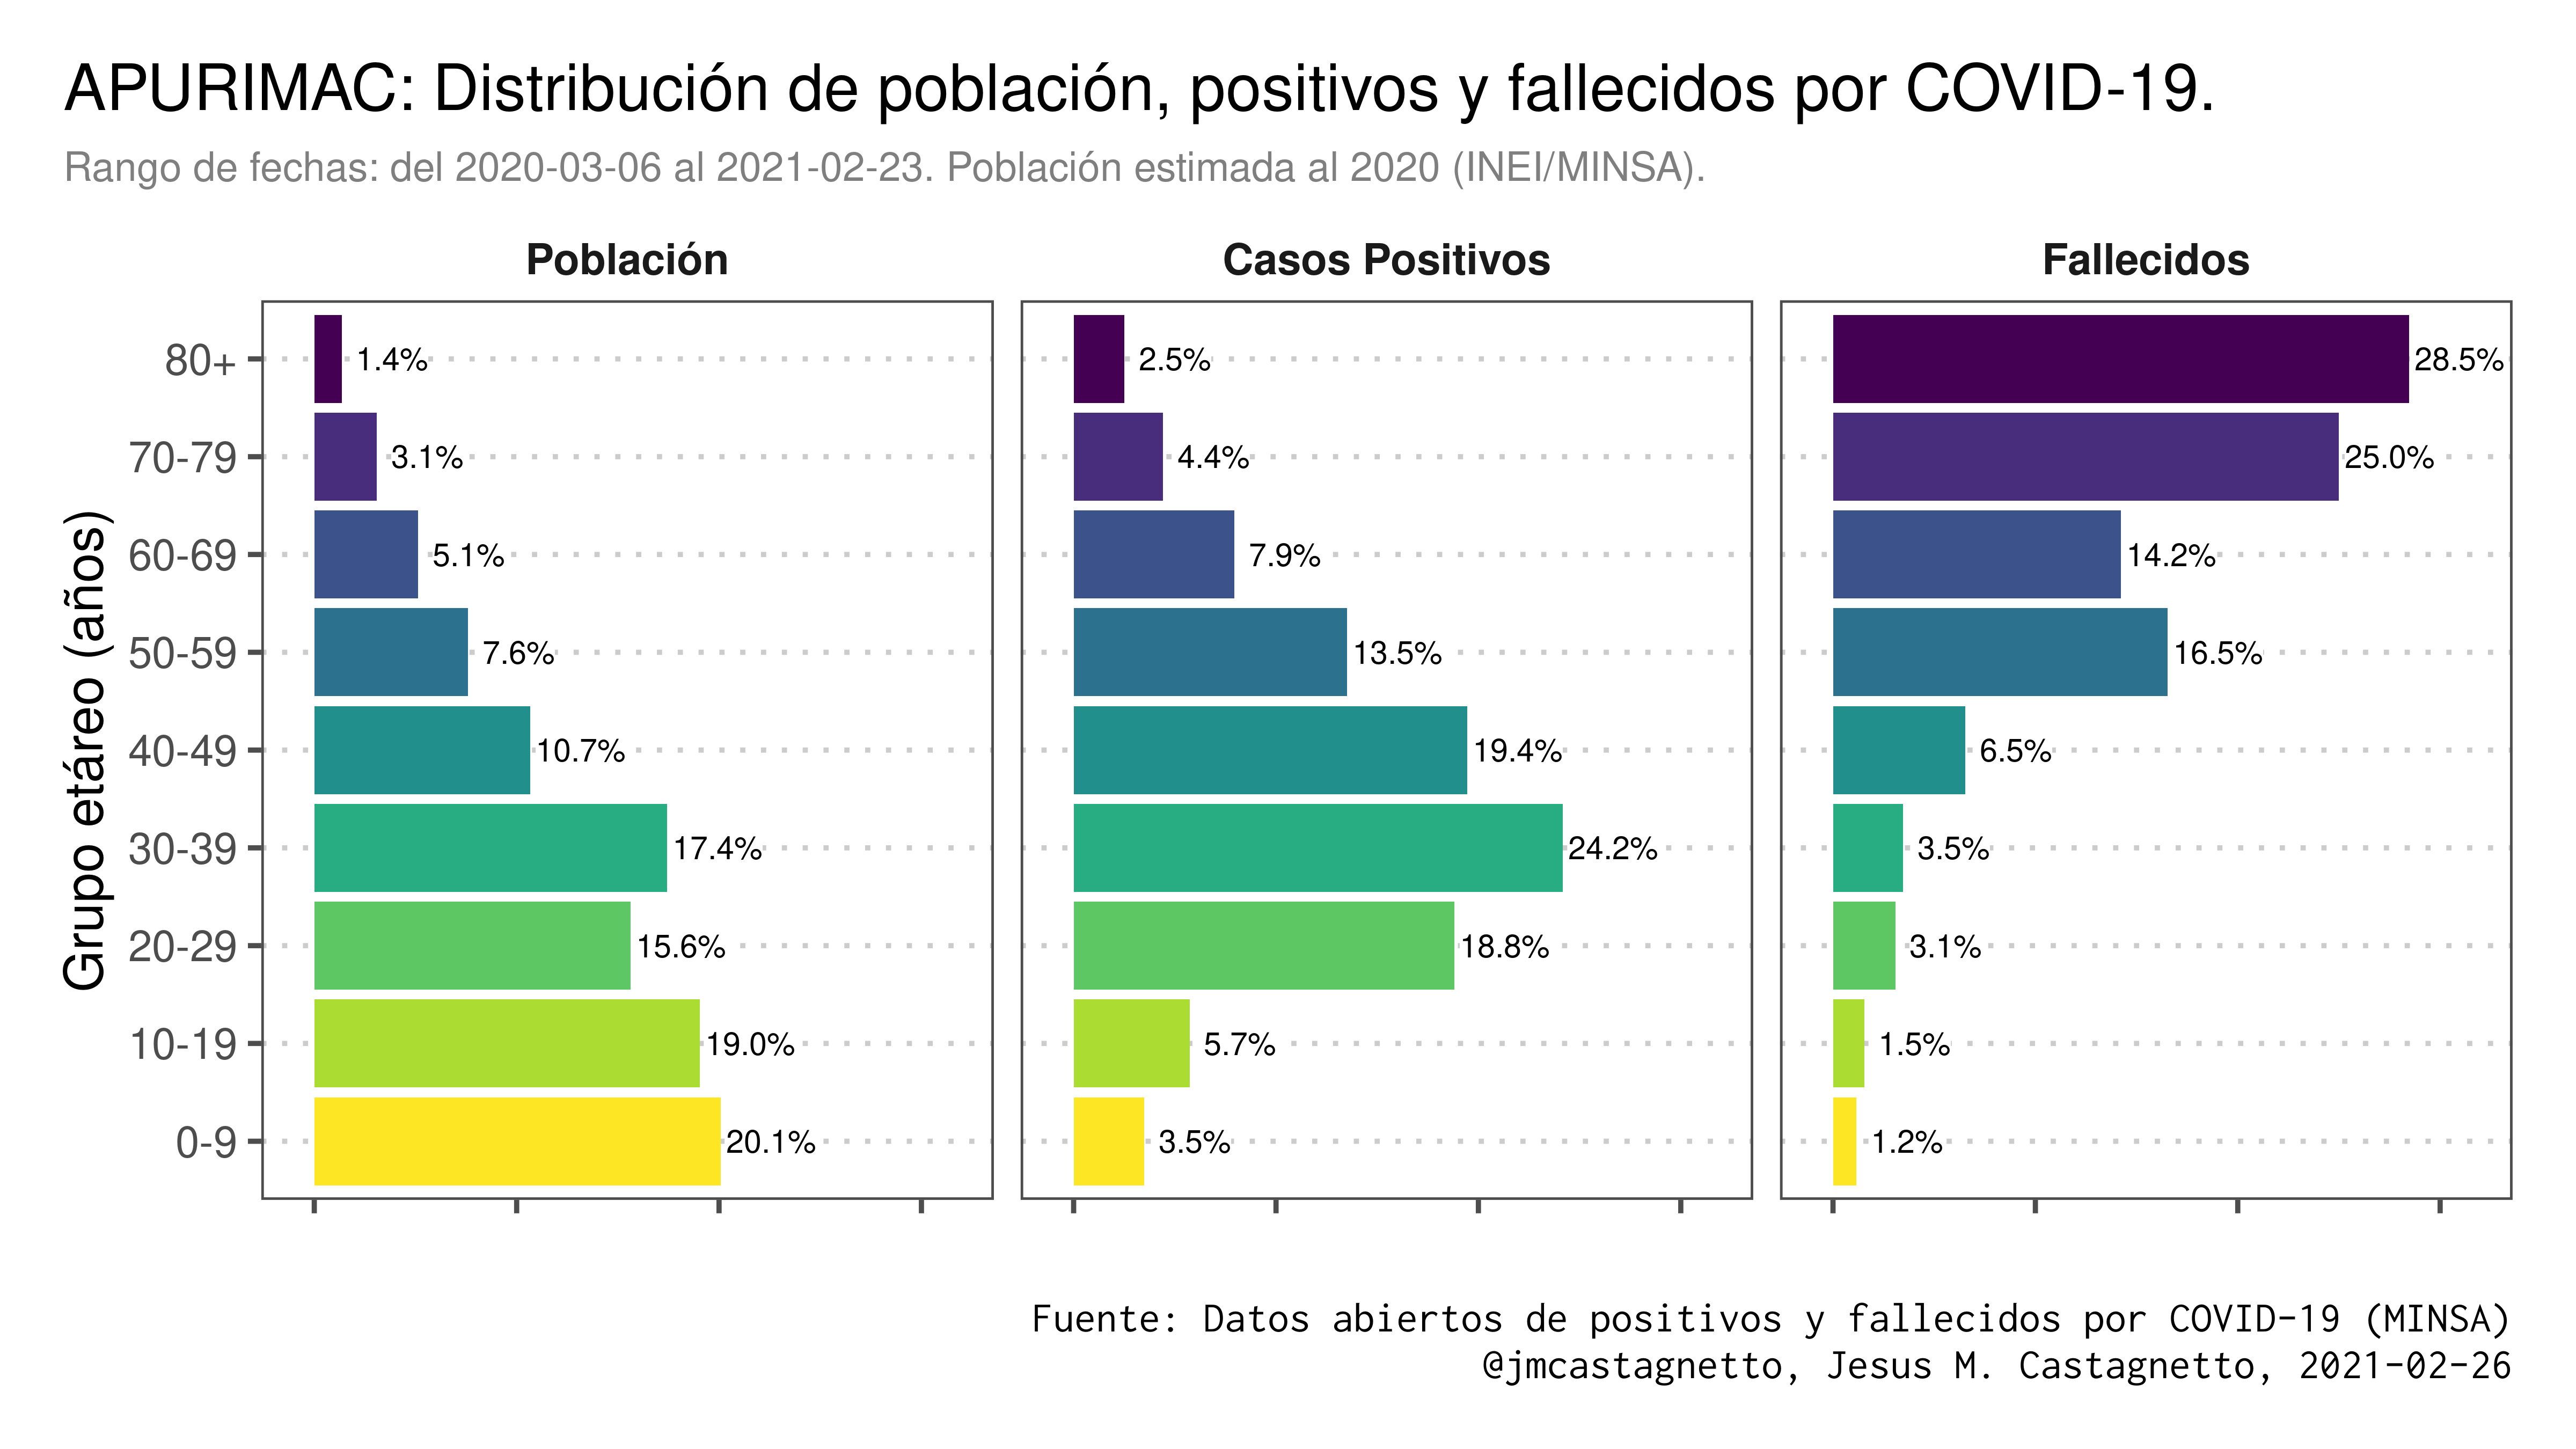 APURIMAC: Distribución de población, positivos y fallecidos por COVID-19.
Rango de fechas: del 2020-03-06 al 2021-02-23. Población estimada al 2020 (INEI/MINSA).
Población Casos Positivos Fallecidos
Grupo etáreo (años)
80+ 1.4% 2.5% 28.5%
70-79 3.1% 4.4% 25.0%
60-69 5.1% 7.9% 14.2%
50-59 7.6% 13.5% 16.5%
40-49 10.7% 19.4% 6.5%
30-39 17.4% 24.2% 3.5%
20-29 15.6% 18.8% 3.1%
10-19 19.0% 5.7% 1.5%
0-9 20.1% 3.5% 1.2%
Fuente: Datos abiertos de positivos y fallecidos por COVID-19 (MINSA)
@jmcastagnetto, Jesus M. Castagnetto, 2021-02-26